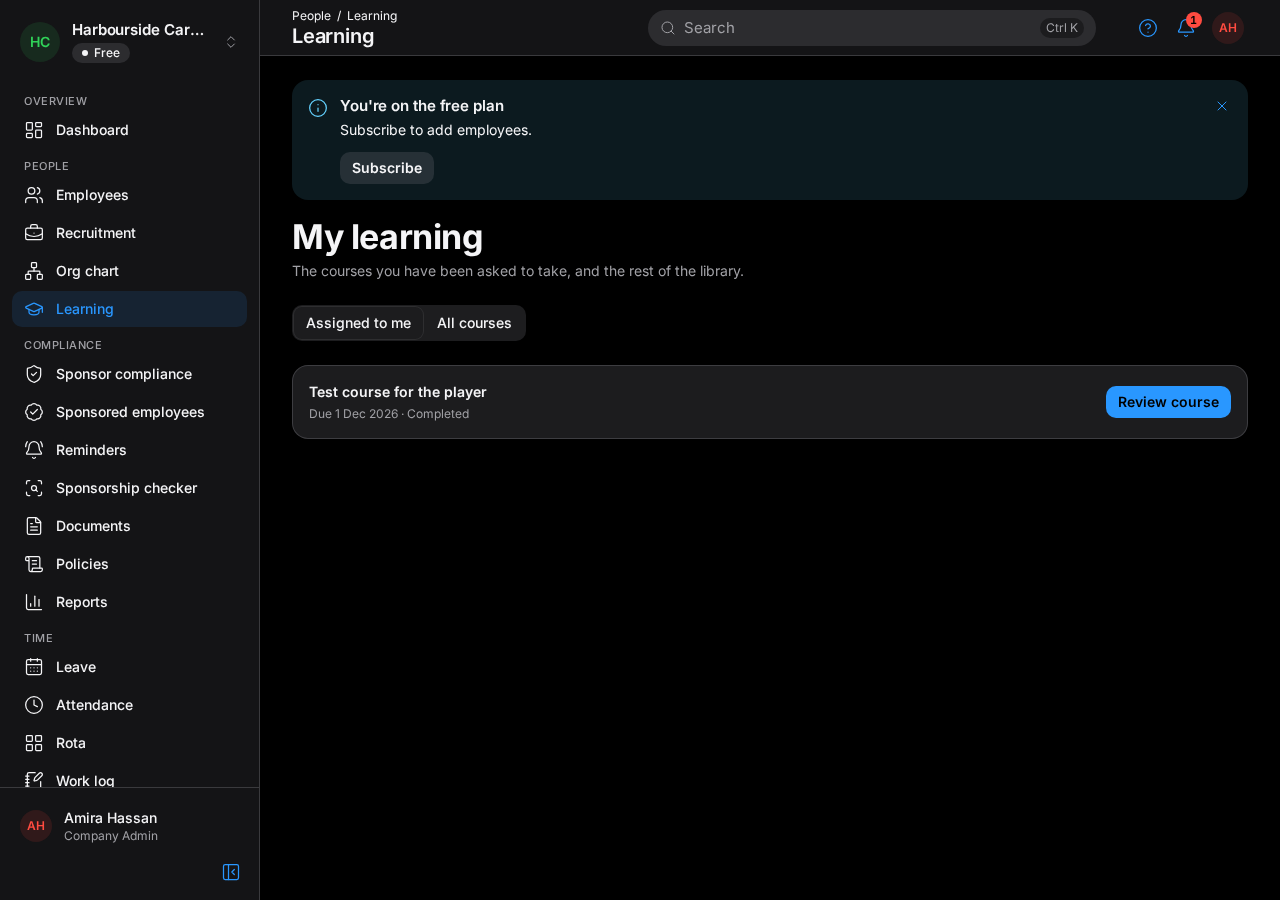 HC
Harbourside Car...
Free
OVERVIEW
Dashboard
PEOPLE
Employees
Recruitment
Org chart
Learning
COMPLIANCE
Sponsor compliance
Sponsored employees
Reminders
Sponsorship checker
Documents
Policies
Reports
TIME
Leave
Attendance
Rota
Work log
AH
Amira Hassan
Company Admin
People / Learning
Learning
Search
Ctrl K
1
AH
You're on the free plan
Subscribe to add employees.
Subscribe
My learning
The courses you have been asked to take, and the rest of the library.
Assigned to me
All courses
Test course for the player
Due 1 Dec 2026 · Completed
Review course